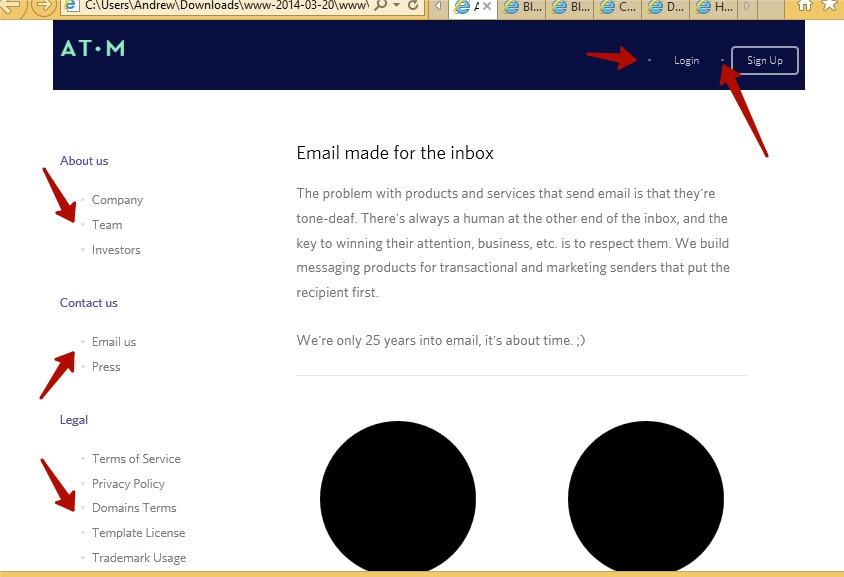 C:\Users\Andrew\Downloads\www-2014-03-20\www\
Bl...
Bl...
C...
D...
H...
AT·M
Login
Sign Up
About us
Company
Team
Investors
Contact us
Email us
Press
Legal
Terms of Service
Privacy Policy
Domains Terms
Template License
Trademark Usage
Email made for the inbox
The problem with products and services that send email is that they're
tone-deaf. There's always a human at the other end of the inbox, and the
key to winning their attention, business, etc. is to respect them. We build
messaging products for transactional and marketing senders that put the
recipient first.
We're only 25 years into email, it's about time. ;)